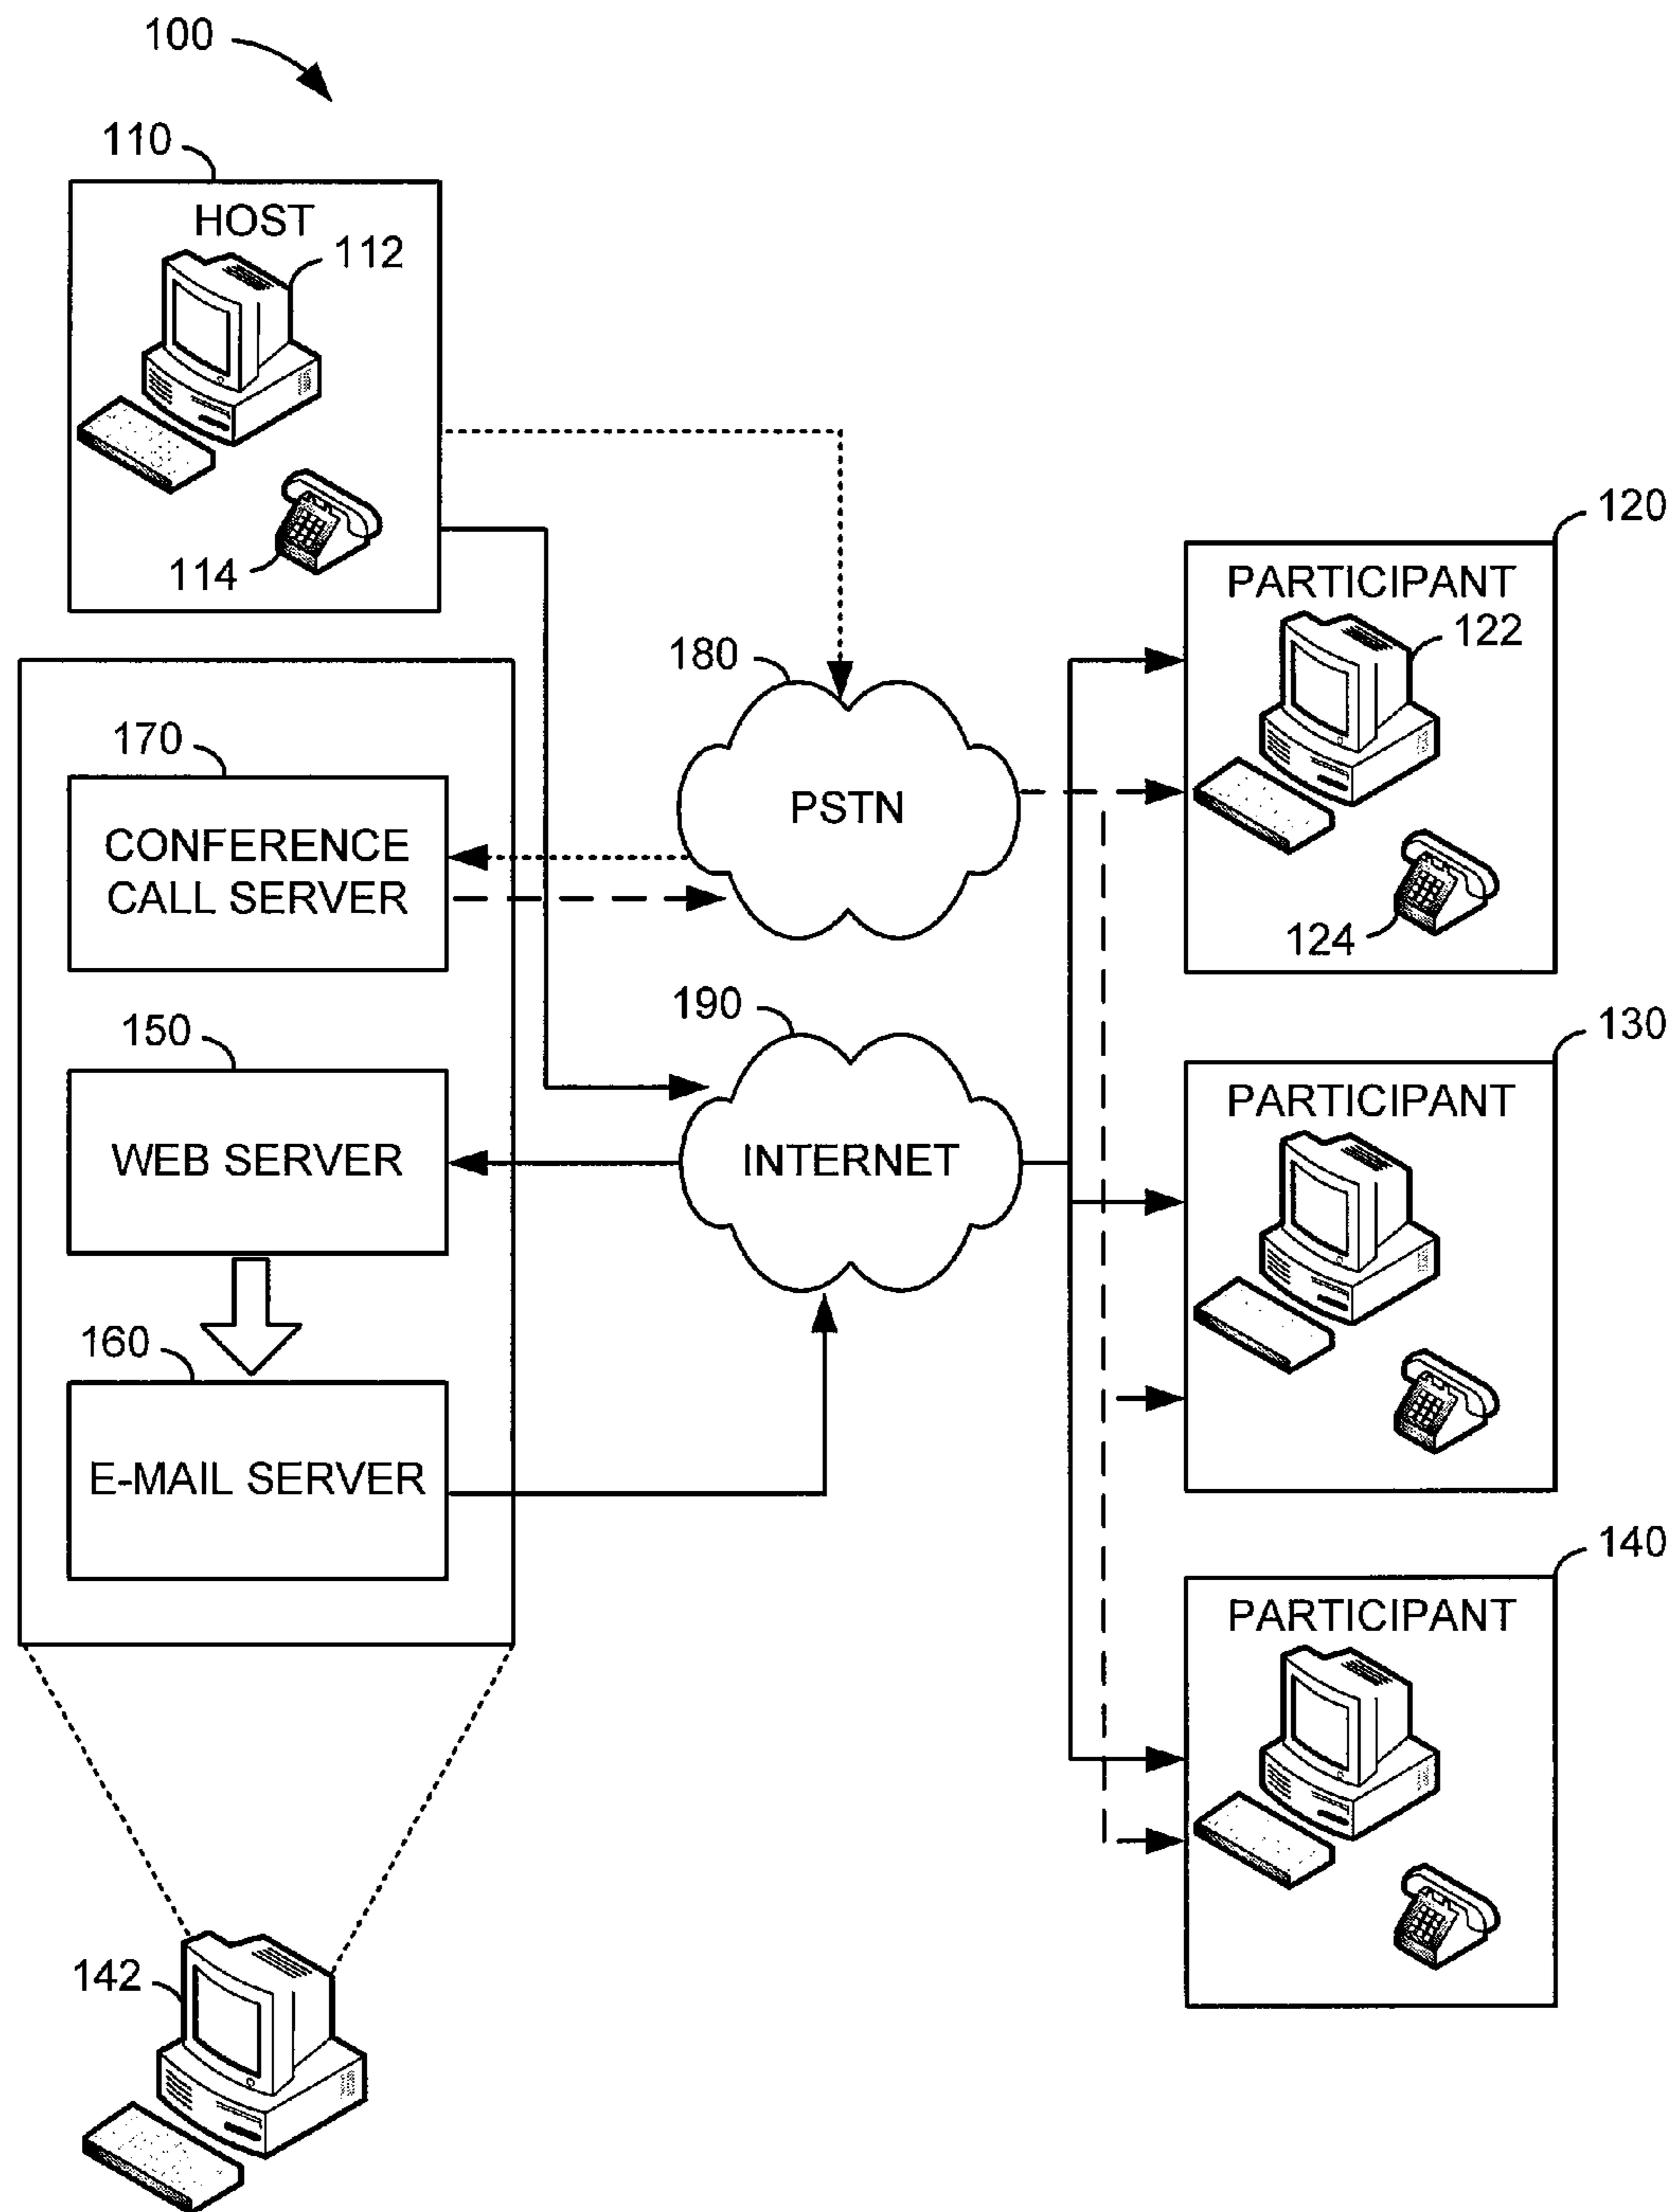 100
110
HOST
112
114
120
PARTICIPANT
122
124
180
PSTN
170
CONFERENCE
CALL SERVER
190
INTERNET
150
WEB SERVER
130
PARTICIPANT
160
E-MAIL SERVER
140
PARTICIPANT
142